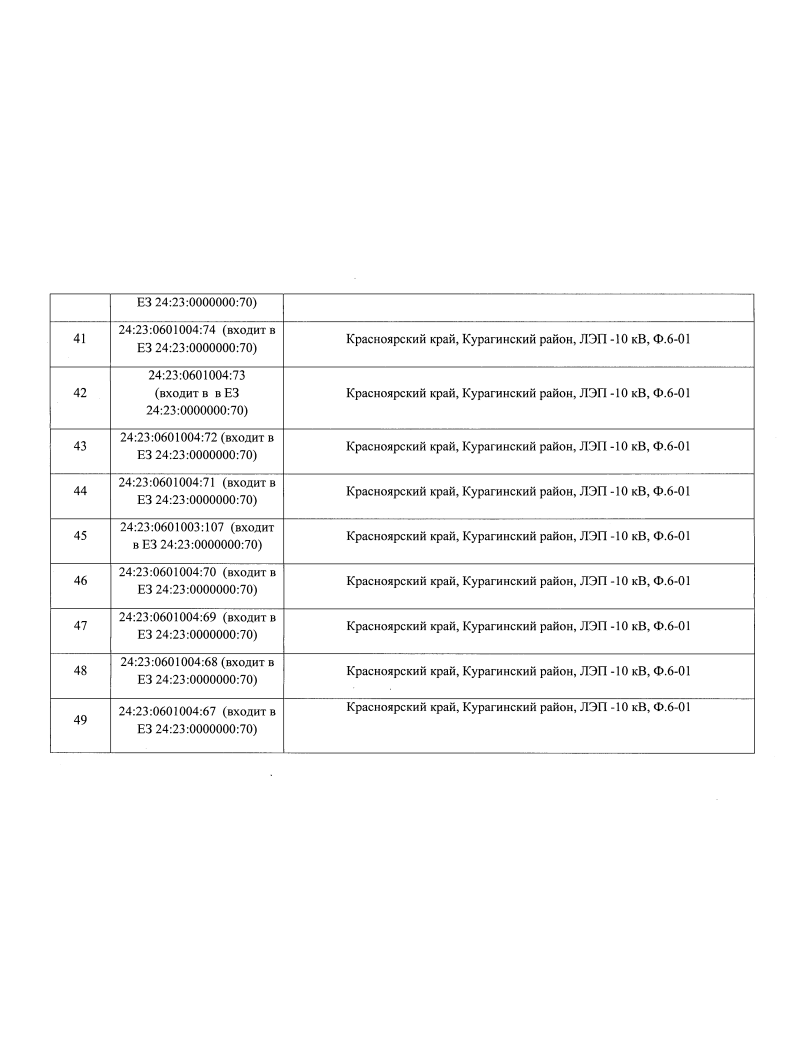 ЕЗ 24:23:0000000:70)
41
24:23:0601004:74 (входит в
ЕЗ 24:23:0000000:70)
Красноярский край, Курагинский район, ЛЭП -10 кВ, Ф.6-01
42
24:23:0601004:73
(входит в в ЕЗ
24:23:0000000:70)
Красноярский край, Курагинский район, ЛЭП -10 кВ, Ф.6-01
43
24:23:0601004:72 (входит в
ЕЗ 24:23:0000000:70)
Красноярский край, Курагинский район, ЛЭП -10 кВ, Ф.6-01
44
24:23:0601004:71 (входит в
ЕЗ 24:23:0000000:70)
Красноярский край, Курагинский район, ЛЭП -10 кВ, Ф.6-01
45
24:23:0601003:107 (входит
в ЕЗ 24:23:0000000:70)
Красноярский край, Курагинский район, ЛЭП -10 кВ, Ф.6-01
46
24:23:0601004:70 (входит в
ЕЗ 24:23:0000000:70)
Красноярский край, Курагинский район, ЛЭП -10 кВ, Ф.6-01
47
24:23:0601004:69 (входит в
ЕЗ 24:23:0000000:70)
Красноярский край, Курагинский район, ЛЭП -10 кВ, Ф.6-01
48
24:23:0601004:68 (входит в
ЕЗ 24:23:0000000:70)
Красноярский край, Курагинский район, ЛЭП -10 кВ, Ф.6-01
49
24:23:0601004:67 (входит в
ЕЗ 24:23:0000000:70)
Красноярский край, Курагинский район, ЛЭП -10 кВ, Ф.6-01